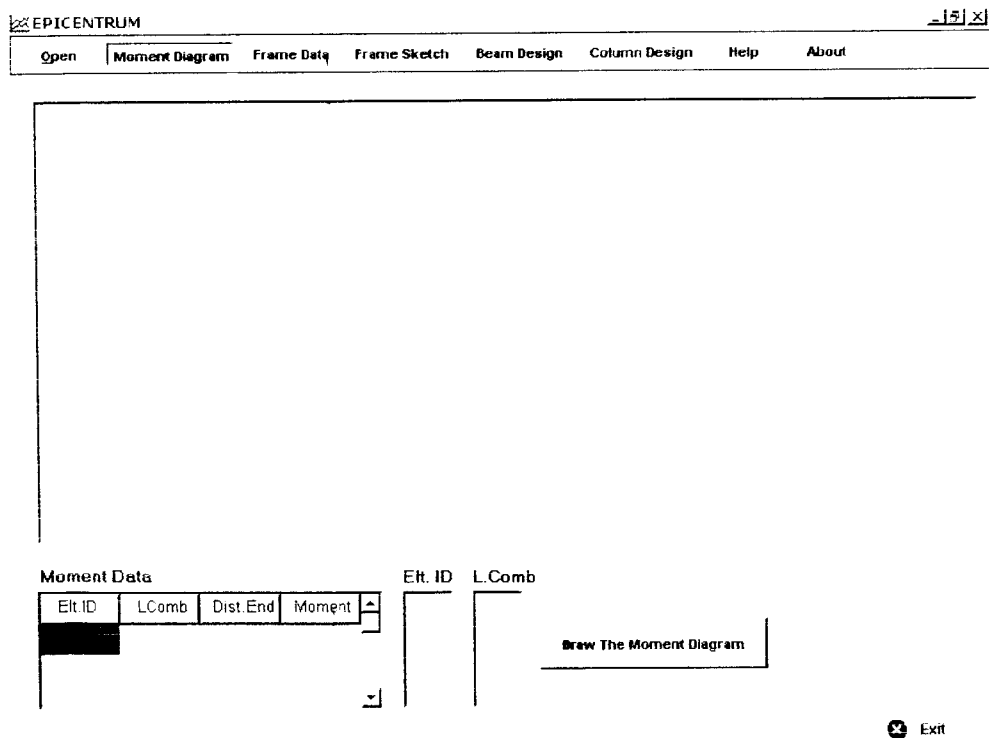 EPICENTRUM
Open Moment Diagram Frame Data Frame Sketch Beam Design Column Design Help About
Moment Data Elt. ID L.Comb
Elt.ID LComb Dist.End Moment
Draw The Moment Diagram
Exit